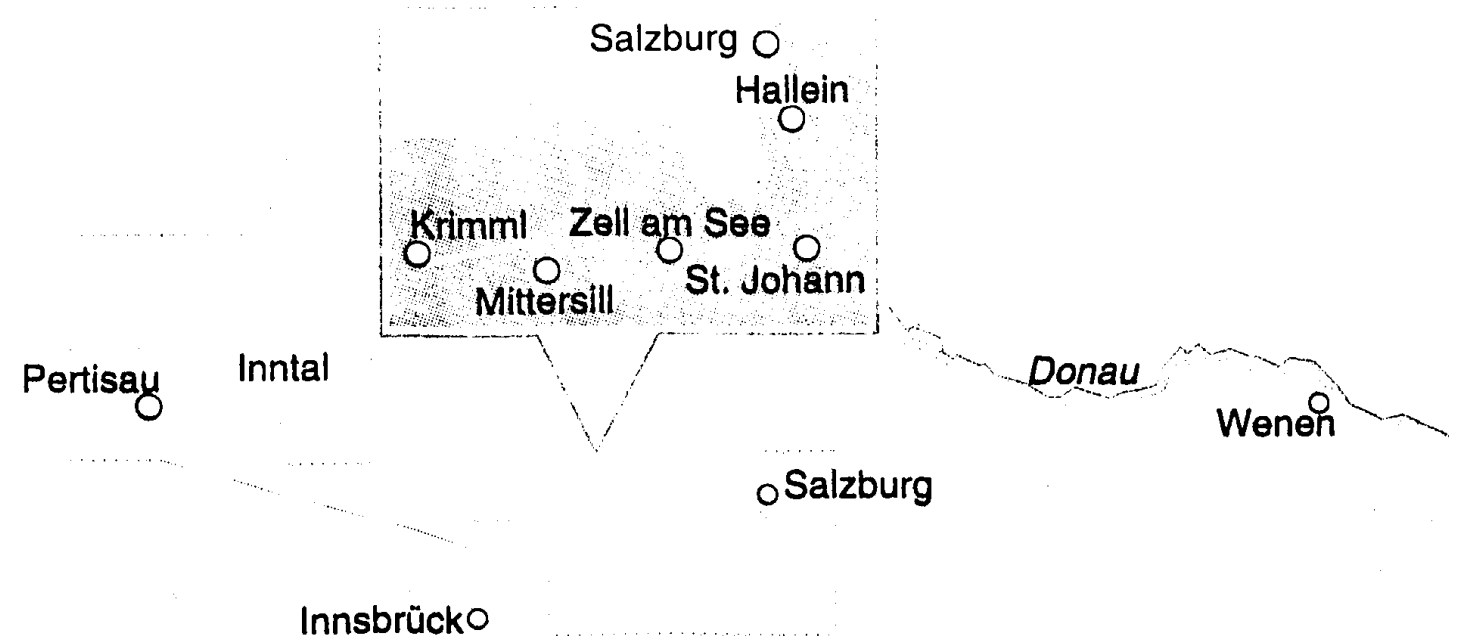 Salzburg
Hallein
Krimml
Zell am See
Mittersill
St. Johann
Pertisau
Inntal
Donau
Wenen
Salzburg
Innsbrück